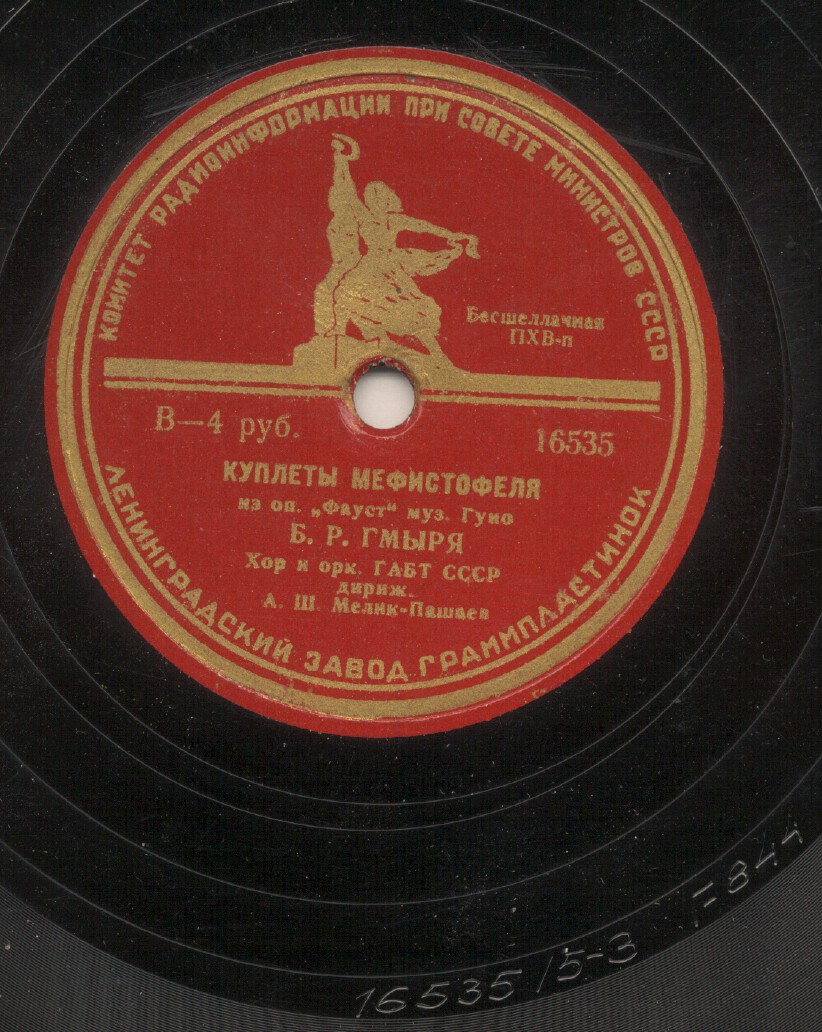 КОМИТЕТ РАДИОИНФОРМАЦИИ ПРИ СОВЕТЕ МИНИСТРОВ СССР
Бесшеллачная
ПХВ-п
В—4 руб.
16535
КУПЛЕТЫ МЕФИСТОФЕЛЯ
из оп. „Фауст“ муз. Гуно
Б. Р. ГМЫРЯ
Хор и орк. ГАБТ СССР
дириж.
А. Ш. Мелик-Пашаев
ЛЕНИНГРАДСКИЙ ЗАВОД ГРАМПЛАСТИНОК
16535/5-3